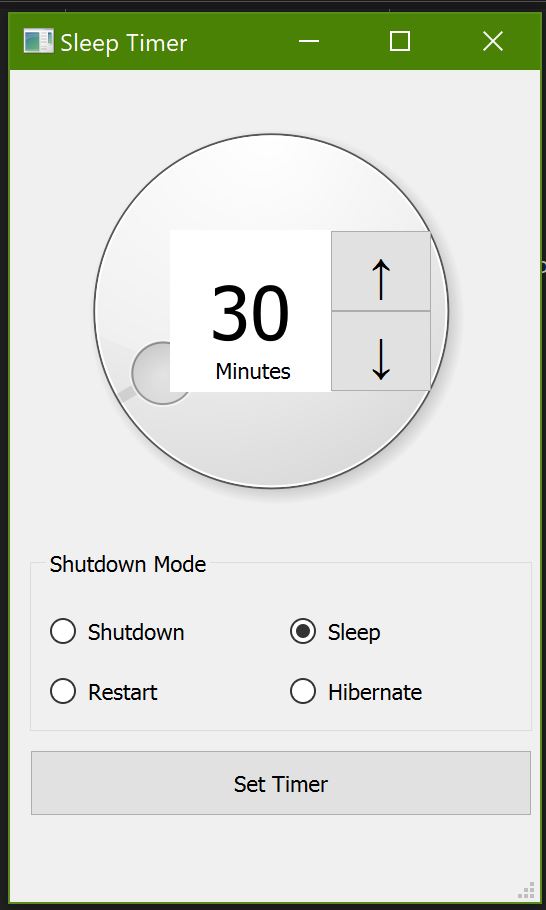 Sleep Timer
30
↑
Minutes
↓
Shutdown Mode
Shutdown
Sleep
Restart
Hibernate
Set Timer